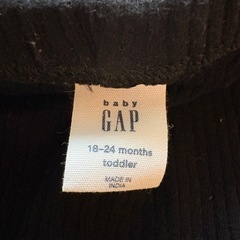 baby
GAP
18-24 months
toddler
MADE IN
INDIA